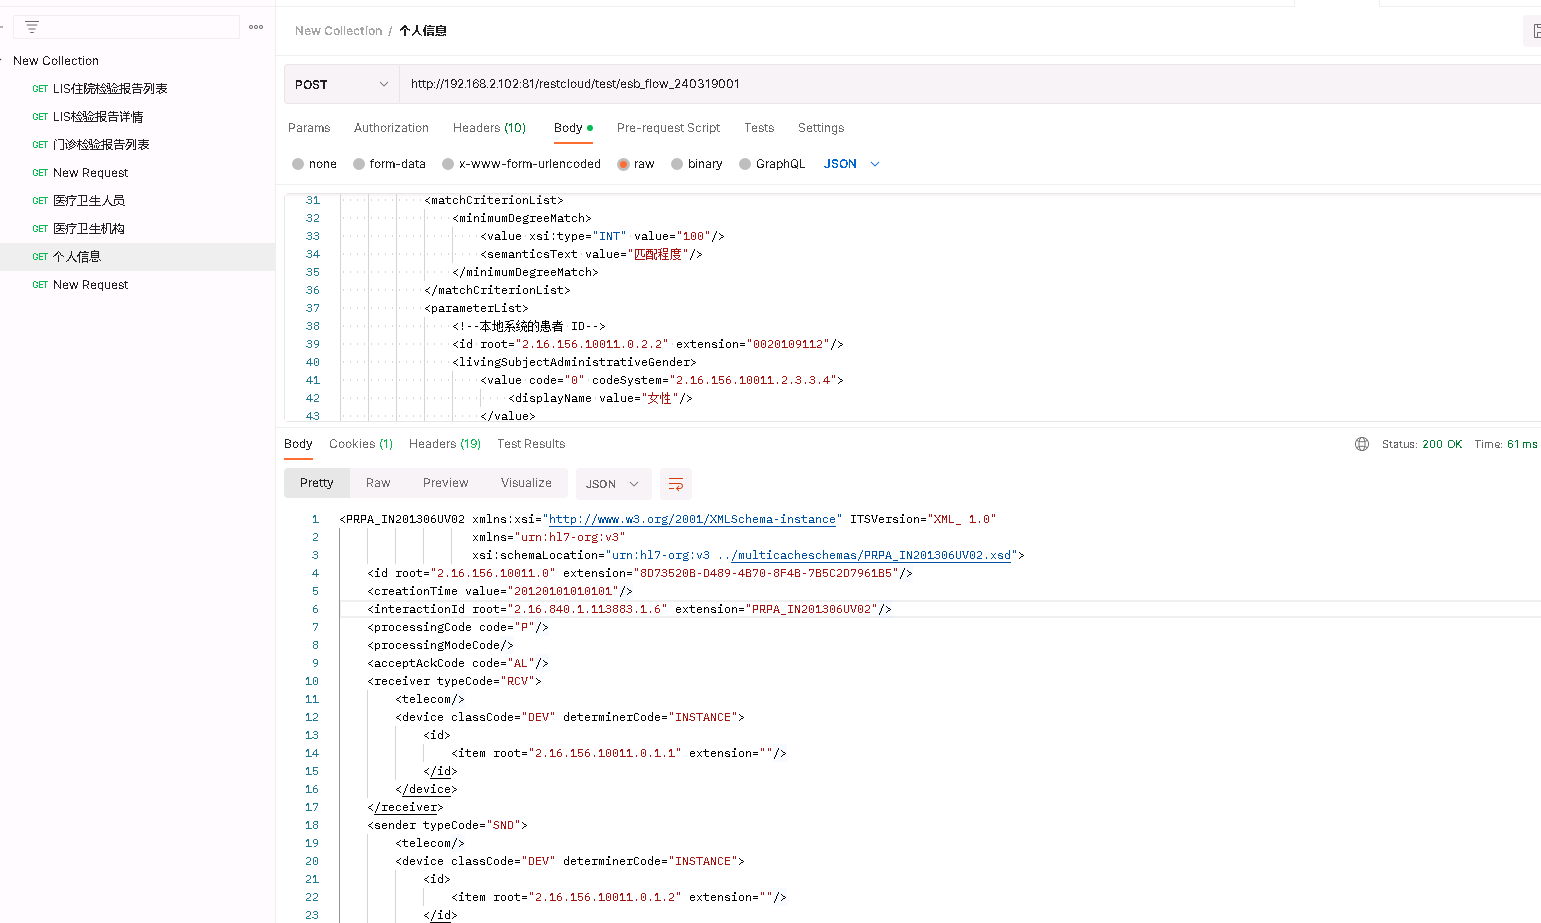 New Collection / 个人信息
New Collection
GET LIS住院检验报告列表
GET LIS检验报告详情
GET 门诊检验报告列表
GET New Request
GET 医疗卫生人员
GET 医疗卫生机构
GET 个人信息
GET New Request
POST http://192.168.2.102:81/restcloud/test/esb_flow_240319001
Params Authorization Headers (10) Body Pre-request Script Tests Settings
none form-data x-www-form-urlencoded raw binary GraphQL JSON
31 <matchCriterionList>
32 <minimumDegreeMatch>
33 <value xsi:type="INT" value="100"/>
34 <semanticsText value="匹配程度"/>
35 </minimumDegreeMatch>
36 </matchCriterionList>
37 <parameterList>
38 <!--本地系统的患者 ID-->
39 <id root="2.16.156.10011.0.2.2" extension="0020109112"/>
40 <livingSubjectAdministrativeGender>
41 <value code="0" codeSystem="2.16.156.10011.2.3.3.4">
42 <displayName value="女性"/>
43 </value>
Body Cookies (1) Headers (19) Test Results Status: 200 OK Time: 61 ms
Pretty Raw Preview Visualize JSON
1 <PRPA_IN201306UV02 xmlns:xsi="http://www.w3.org/2001/XMLSchema-instance" ITSVersion="XML_ 1.0"
2 xmlns="urn:hl7-org:v3"
3 xsi:schemaLocation="urn:hl7-org:v3 ../multicacheschemas/PRPA_IN201306UV02.xsd">
4 <id root="2.16.156.10011.0" extension="8D73520B-D489-4B70-8F4B-7B5C2D7961B5"/>
5 <creationTime value="20120101010101"/>
6 <interactionId root="2.16.840.1.113883.1.6" extension="PRPA_IN201306UV02"/>
7 <processingCode code="P"/>
8 <processingModeCode/>
9 <acceptAckCode code="AL"/>
10 <receiver typeCode="RCV">
11 <telecom/>
12 <device classCode="DEV" determinerCode="INSTANCE">
13 <id>
14 <item root="2.16.156.10011.0.1.1" extension=""/>
15 </id>
16 </device>
17 </receiver>
18 <sender typeCode="SND">
19 <telecom/>
20 <device classCode="DEV" determinerCode="INSTANCE">
21 <id>
22 <item root="2.16.156.10011.0.1.2" extension=""/>
23 </id>